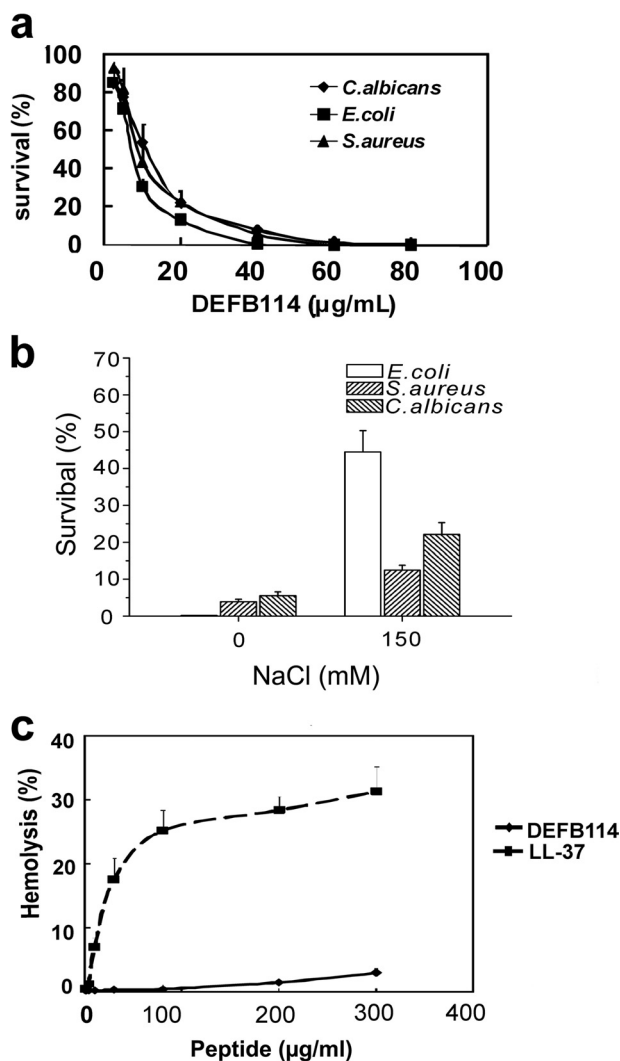 a
100
80
60
40
20
0
survival (%)
C.albicans
E.coli
S.aureus
0 20 40 60 80 100
DEFB114 (µg/mL)
b
70
60
50
40
30
20
10
0
Survibal (%)
E.coli
S.aureus
C.albicans
0 150
NaCl (mM)
c
40
30
20
10
0
Hemolysis (%)
DEFB114
LL-37
0 100 200 300 400
Peptide (µg/ml)